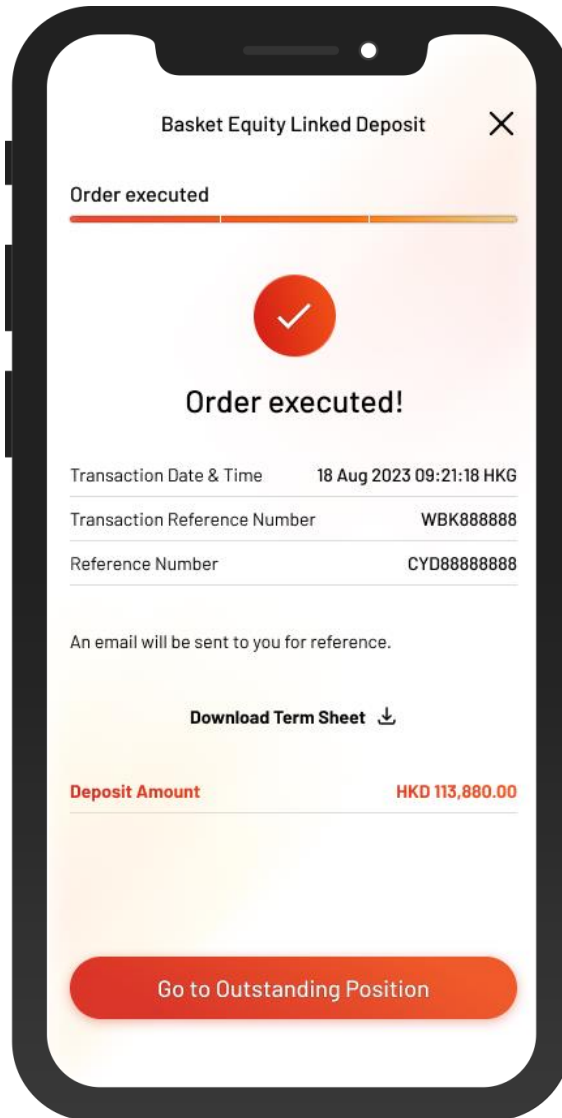 Basket Equity Linked Deposit
Order executed
Order executed!
Transaction Date & Time 18 Aug 2023 09:21:18 HKG
Transaction Reference Number WBK888888
Reference Number CYD88888888
An email will be sent to you for reference.
Download Term Sheet
Deposit Amount HKD 113,880.00
Go to Outstanding Position